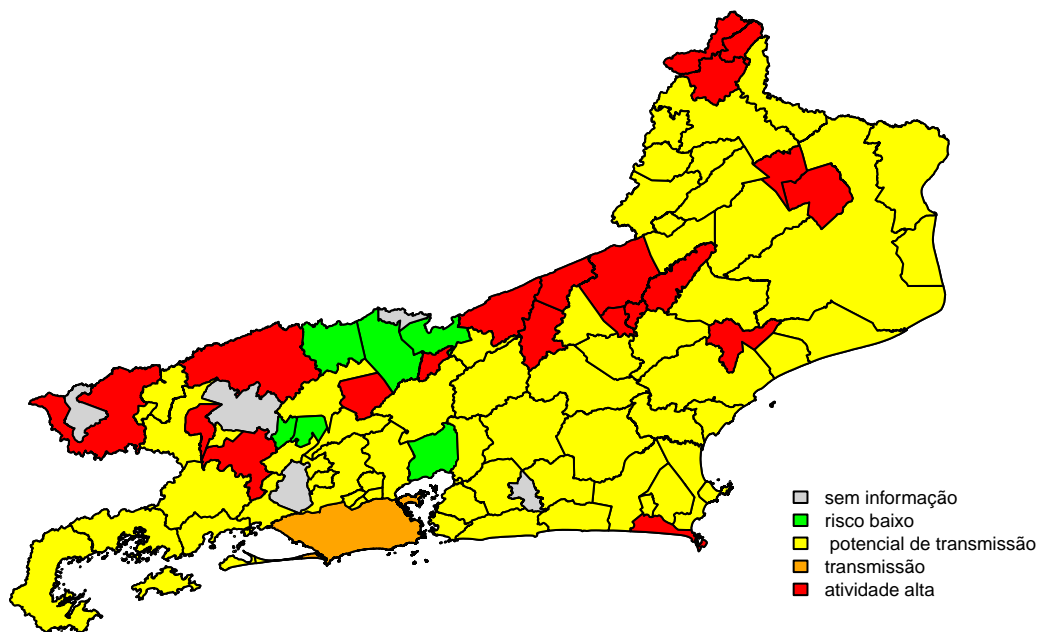 sem informação
risco baixo
potencial de transmissão
transmissão
atividade alta